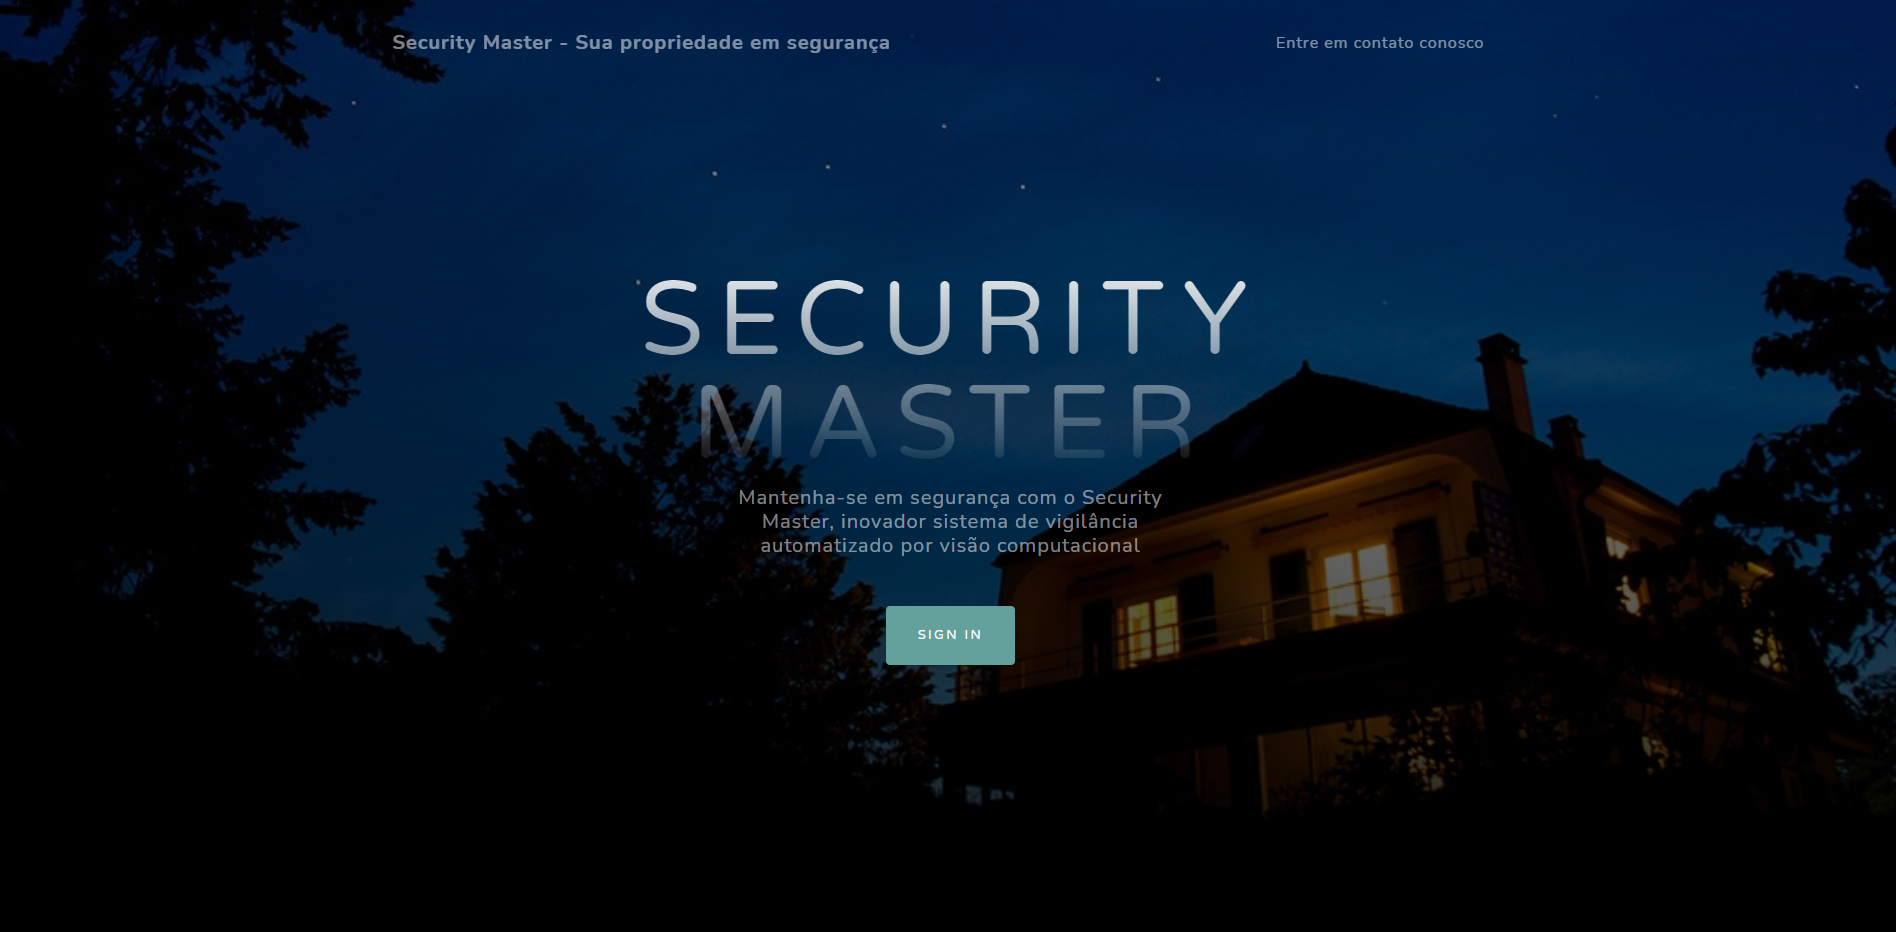 Security Master - Sua propriedade em segurança
Entre em contato conosco
SECURITY
MASTER
Mantenha-se em segurança com o Security
Master, inovador sistema de vigilância
automatizado por visão computacional
SIGN IN